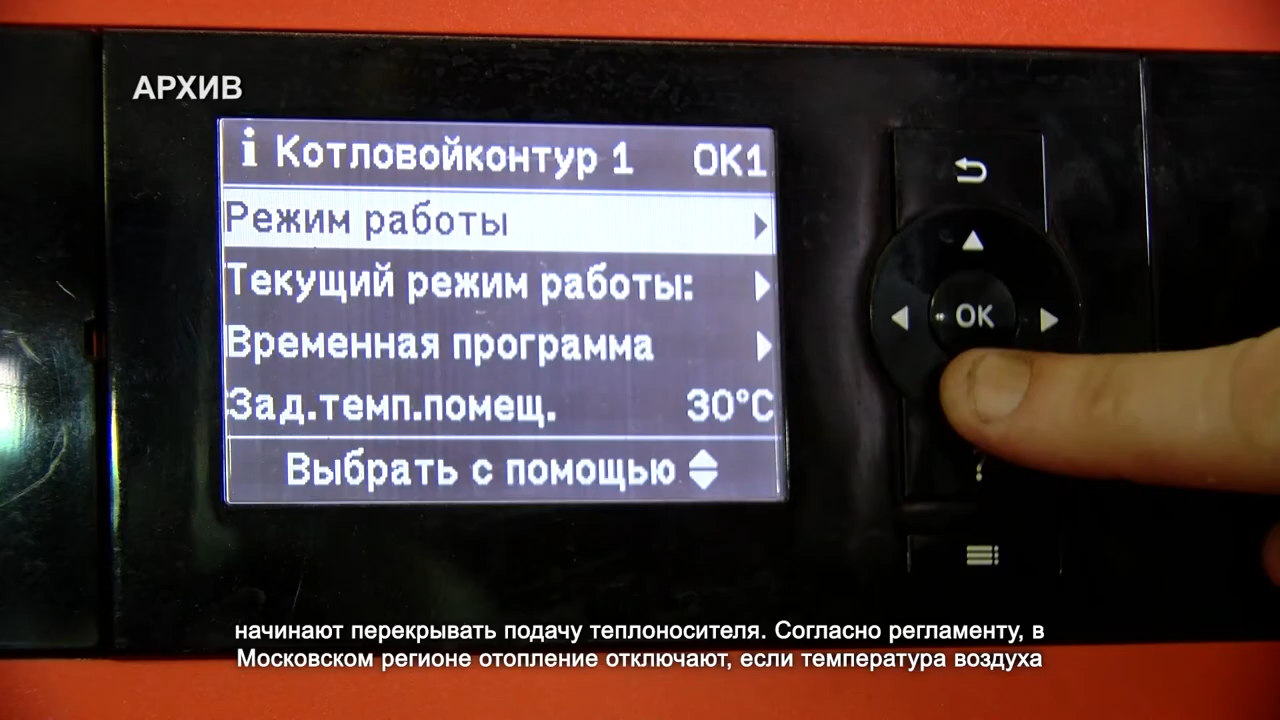 АРХИВ
i Котловойконтур 1 ОК1
Режим работы
Текущий режим работы:
Временная программа
Зад.темп.помещ. 30°C
Выбрать с помощью
OK
?
начинают перекрывать подачу теплоносителя. Согласно регламенту, в
Московском регионе отопление отключают, если температура воздуха